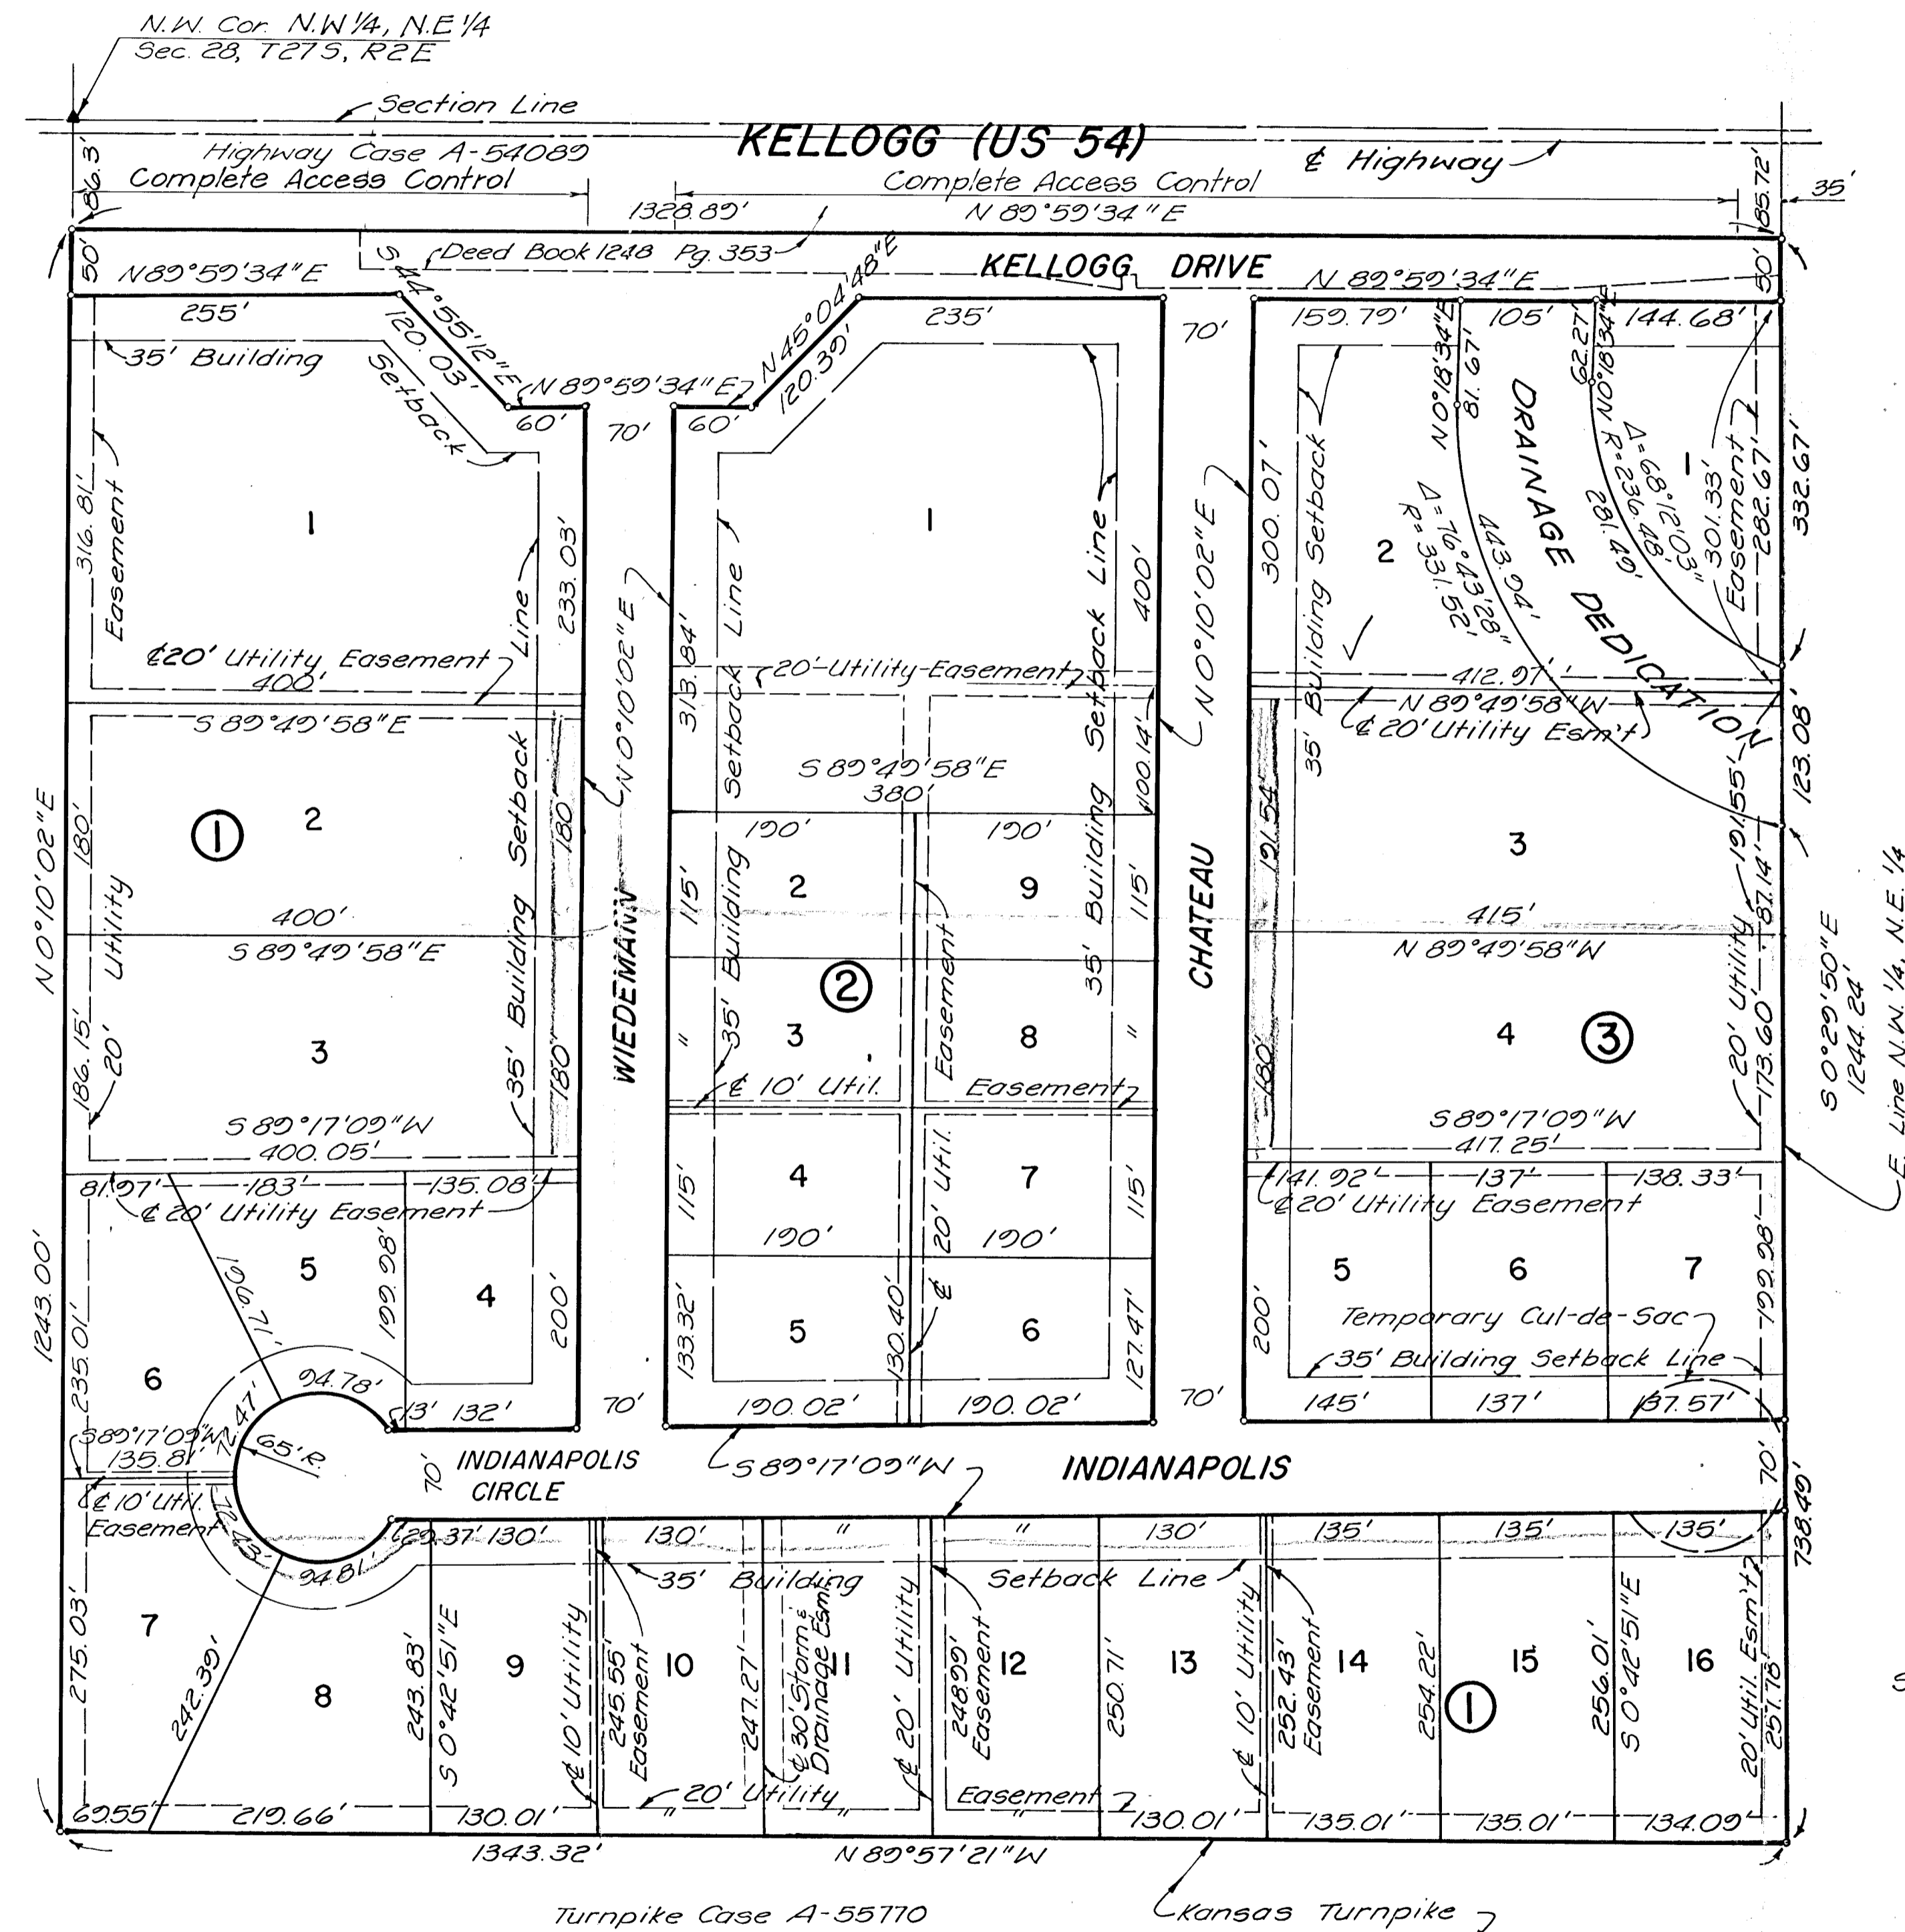 N.W. Cor. N.W 1/4, N.E 1/4
Sec. 28, T27S, R2E
Section Line
KELLOGG (US 54)
Highway Case A-54089
℄ Highway
Complete Access Control
Complete Access Control
186.3'
185.72'
35'
1328.89'
N 89°59'34"E
50'
Deed Book 1248 Pg. 353
KELLOGG DRIVE
50'
N89°59'34"E
N 89°59'34"E
255'
S 44°55'12"E
120.03'
N 89°59'34"E
N 45°04'48"E
120.39'
235'
70'
159.79'
105'
144.68'
35' Building
Setback
60'
70'
60'
N0°18'34"E
81.67'
62.27'
N0°18'34"E
DRAINAGE DEDICATION
Δ=68°12'03"
R=236.48'
281.49'
Δ=76°43'28"
R=331.52'
443.94'
1
301.33'
Easement
282.67'
332.67'
316.81'
Easement
1
233.03'
N0°10'02"E
313.84'
Setback Line
1
35' Building Setback Line
400'
N0°10'02"E
300.07'
35' Building Setback
2
℄20' Utility Easement
400'
20' Utility Easement
412.97'
N 89°49'58"W
℄ 20' Utility Esm't
S 89°49'58"E
100.14'
S 89°49'58"E
380'
123.08'
N0°10'02"E
180'
1
2
35' Building Setback Line
180'
190'
190'
CHATEAU
191.54'
191.55'
3
87.14'
20' Utility
400'
S 89°49'58"E
WIEDEMANN
115'
35' Building
2
9
115'
415'
N 89°49'58"W
S 0°29'50"E
1244.24'
E. Line N.W. 1/4, N.E. 1/4
186.15'
20' Utility
3
180'
2
"
3
Easement
8
"
180'
4
3
20' Utility
173.60'
℄ 10' Util.
Easement
S 89°17'09"W
400.05'
S 89°17'09"W
417.25'
81.97'
183'
135.08'
℄ 20' Utility Easement
115'
4
7
115'
190'
℄ 20' Util.
190'
141.92'
137'
138.33'
℄20' Utility Easement
1243.00'
235.01'
196.71'
5
199.98'
4
200'
133.32'
5
130.40'
6
127.47'
200'
5
6
7
199.98'
Temporary Cul-de-Sac
35' Building Setback Line
6
94.78'
72.47'
13'
132'
70'
190.02'
190.02'
70'
145'
137'
137.57'
S89°17'09"W
135.81'
65' R.
70'
INDIANAPOLIS
CIRCLE
S 89°17'09"W
INDIANAPOLIS
70'
738.49'
℄ 10' Util.
Easement
72.43'
94.81'
29.37'
130'
130'
"
"
130'
135'
135'
135'
35' Building
Setback Line
275.03'
7
242.39'
8
243.83'
S 0°42'51"E
9
℄ 10' Utility
245.55'
Easement
10
247.27'
℄ 30' Storm &
Drainage Esm't
11
℄ 20' Utility
248.99'
Easement
12
250.71'
13
℄ 10' Utility
252.43'
Easement
14
254.22'
1
15
256.01'
S 0°42'51"E
16
20' Util. Esm't
257.78'
20' Utility
Easement
69.55'
219.66'
130.01'
"
"
"
130.01'
135.01'
135.01'
134.09'
1343.32'
N 89°57'21"W
Turnpike Case A-55770
Kansas Turnpike